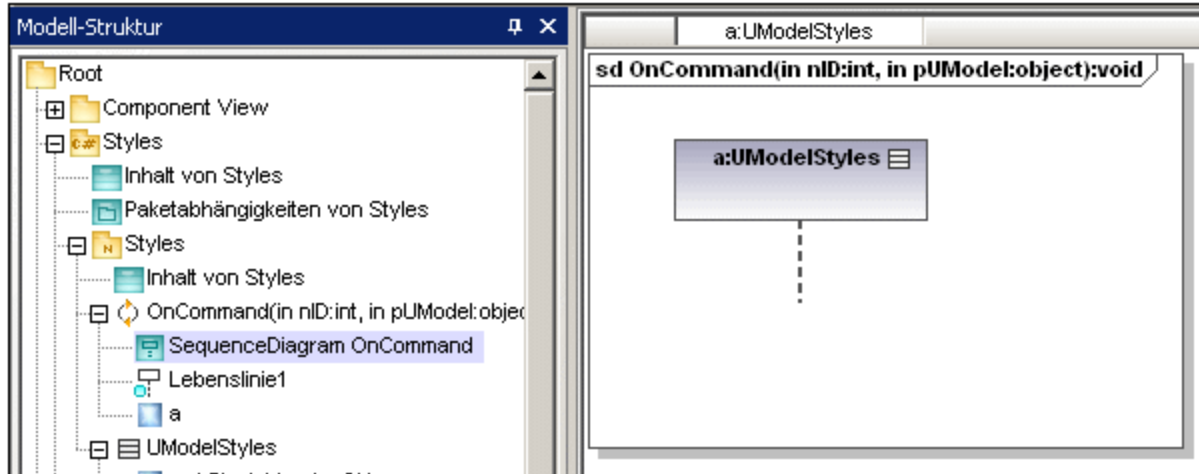 Modell-Struktur
Root
Component View
c# Styles
Inhalt von Styles
Paketabhängigkeiten von Styles
N Styles
Inhalt von Styles
OnCommand(in nID:int, in pUModel:objec
SequenceDiagram OnCommand
Lebenslinie1
a
UModelStyles
a:UModelStyles
sd OnCommand(in nID:int, in pUModel:object):void
a:UModelStyles